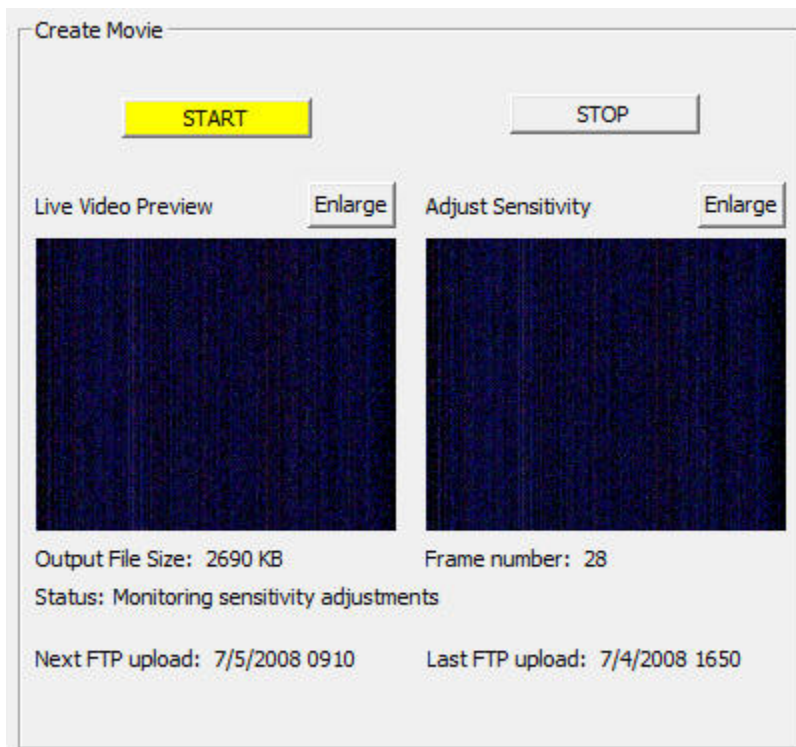 Create Movie
START STOP
Live Video Preview Enlarge Adjust Sensitivity Enlarge
Output File Size: 2690 KB Frame number: 28
Status: Monitoring sensitivity adjustments
Next FTP upload: 7/5/2008 0910 Last FTP upload: 7/4/2008 1650